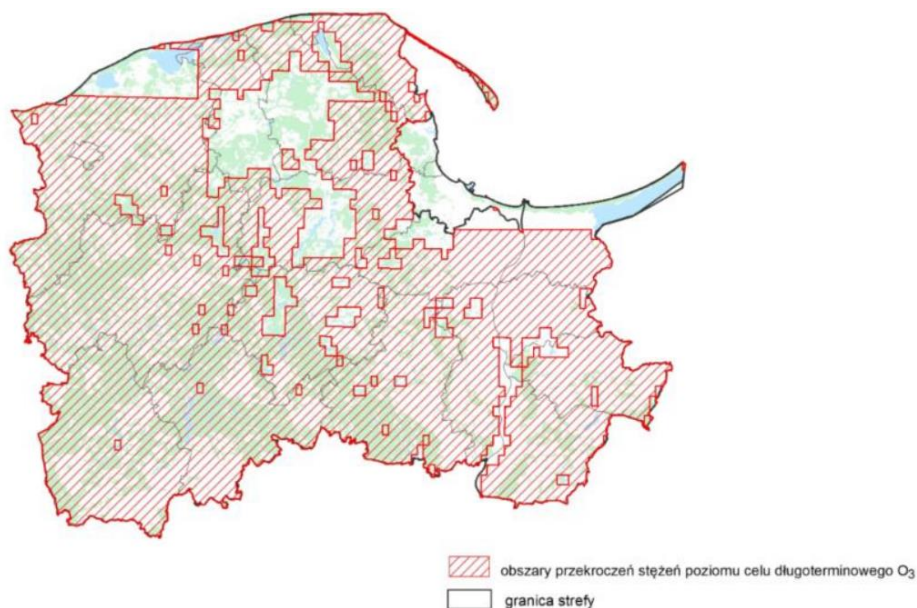 obszary przekroczeń stężeń poziomu celu długoterminowego O₃
granica strefy